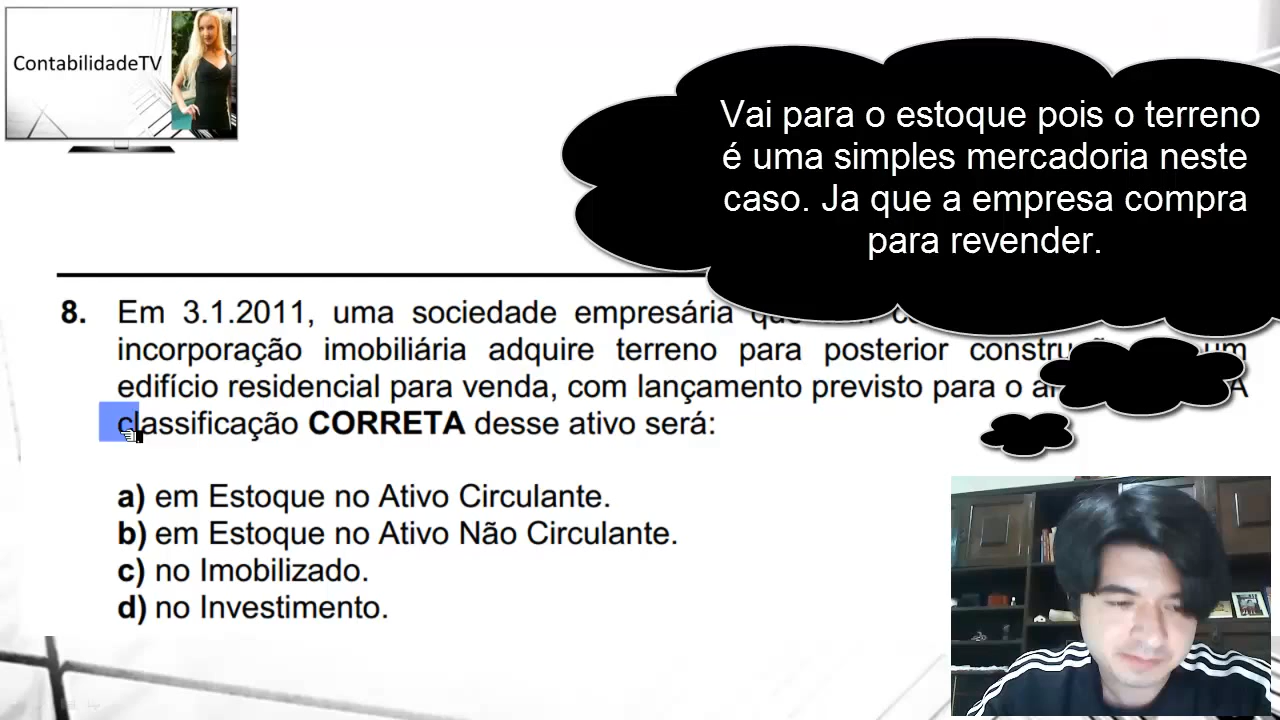 ContabilidadeTV
Vai para o estoque pois o terreno
é uma simples mercadoria neste
caso. Ja que a empresa compra
para revender.
8. Em 3.1.2011, uma sociedade empresária
incorporação imobiliária adquire terreno para posterior
edifício residencial para venda, com lançamento previsto para o
classificação CORRETA desse ativo será:
a) em Estoque no Ativo Circulante.
b) em Estoque no Ativo Não Circulante.
c) no Imobilizado.
d) no Investimento.